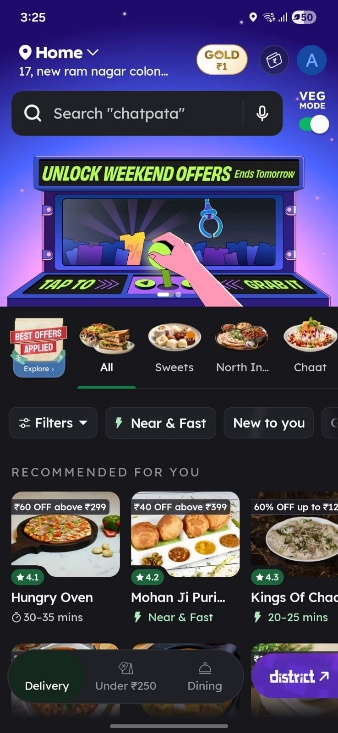 3:25
50
Home
GOLD
₹1
A
17, new ram nagar colon...
Search "chatpata"
VEG
MODE
UNLOCK WEEKEND OFFERS Ends Tomorrow
TAP TO
GRAB IT
BEST OFFERS
APPLIED
Explore ›
All
Sweets
North In...
Chaat
Filters
Near & Fast
New to you
RECOMMENDED FOR YOU
₹60 OFF above ₹299
₹40 OFF above ₹399
60% OFF up to ₹12
4.1
4.2
4.3
Hungry Oven
Mohan Ji Puri...
Kings Of Chaa
30–35 mins
Near & Fast
20–25 mins
Delivery
Under ₹250
Dining
district